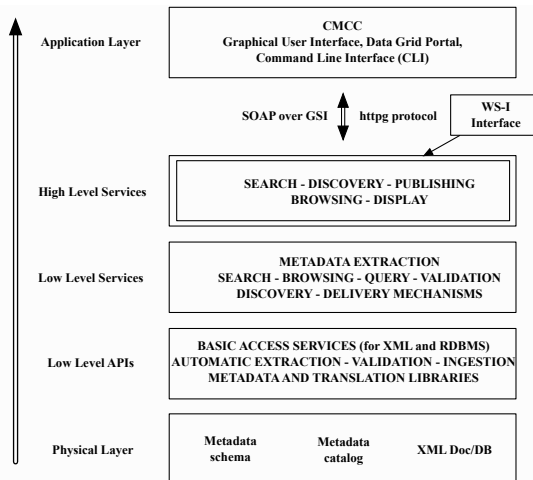 CMCC
Application Layer
Graphical User Interface, Data Grid Portal,
Command Line Interface (CLI)
SOAP over GSI
httpg protocol
WS-I
Interface
High Level Services
SEARCH - DISCOVERY - PUBLISHING
BROWSING - DISPLAY
Low Level Services
METADATA EXTRACTION
SEARCH - BROWSING - QUERY - VALIDATION
DISCOVERY - DELIVERY MECHANISMS
Low Level APIs
BASIC ACCESS SERVICES (for XML and RDBMS)
AUTOMATIC EXTRACTION - VALIDATION - INGESTION
METADATA AND TRANSLATION LIBRARIES
Physical Layer
Metadata
schema
Metadata
catalog
XML Doc/DB